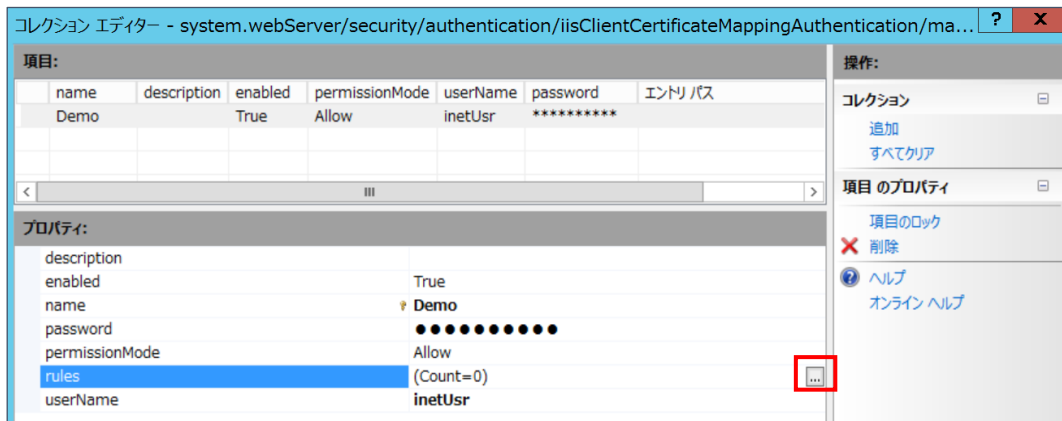 コレクション エディター - system.webServer/security/authentication/iisClientCertificateMappingAuthentication/ma... ? x
項目:
name description enabled permissionMode userName password エントリ パス
Demo True Allow inetUsr **********
プロパティ:
description
enabled True
name Demo
password ●●●●●●●●●●
permissionMode Allow
rules (Count=0) ...
userName inetUsr
操作:
コレクション
追加
すべてクリア
項目 のプロパティ
項目のロック
削除
ヘルプ
オンライン ヘルプ